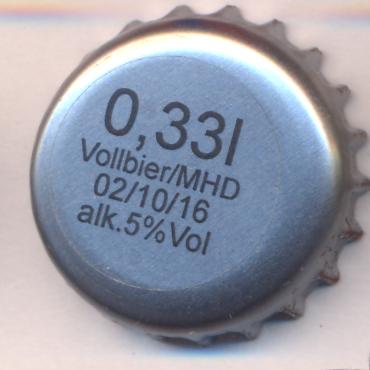 0,33l
Vollbier/MHD
02/10/16
alk.5%Vol